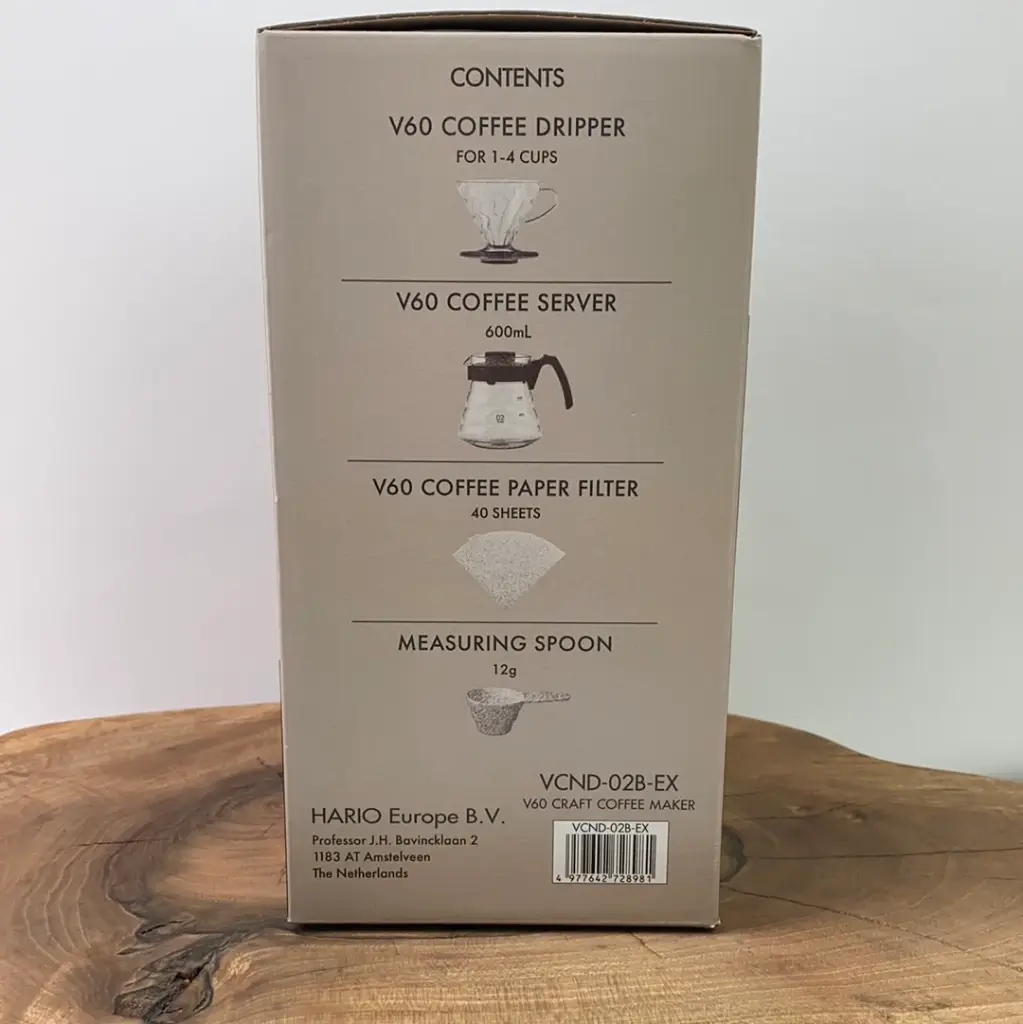 CONTENTS
V60 COFFEE DRIPPER
FOR 1-4 CUPS
V60 COFFEE SERVER
600mL
V60 COFFEE PAPER FILTER
40 SHEETS
MEASURING SPOON
12g
VCND-02B-EX
V60 CRAFT COFFEE MAKER
HARIO Europe B.V.
Professor J.H. Bavincklaan 2
1183 AT Amstelveen
The Netherlands
VCND-02B-EX
4 977642 728981